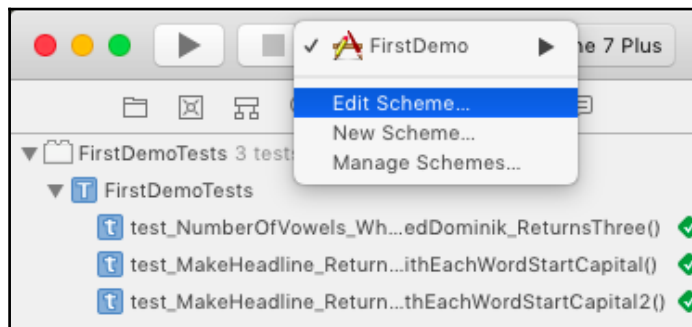 FirstDemo
ne 7 Plus
Edit Scheme...
New Scheme...
Manage Schemes...
FirstDemoTests 3 tests
T FirstDemoTests
t test_NumberOfVowels_Wh...edDominik_ReturnsThree()
t test_MakeHeadline_Return...ithEachWordStartCapital()
t test_MakeHeadline_Return...thEachWordStartCapital2()